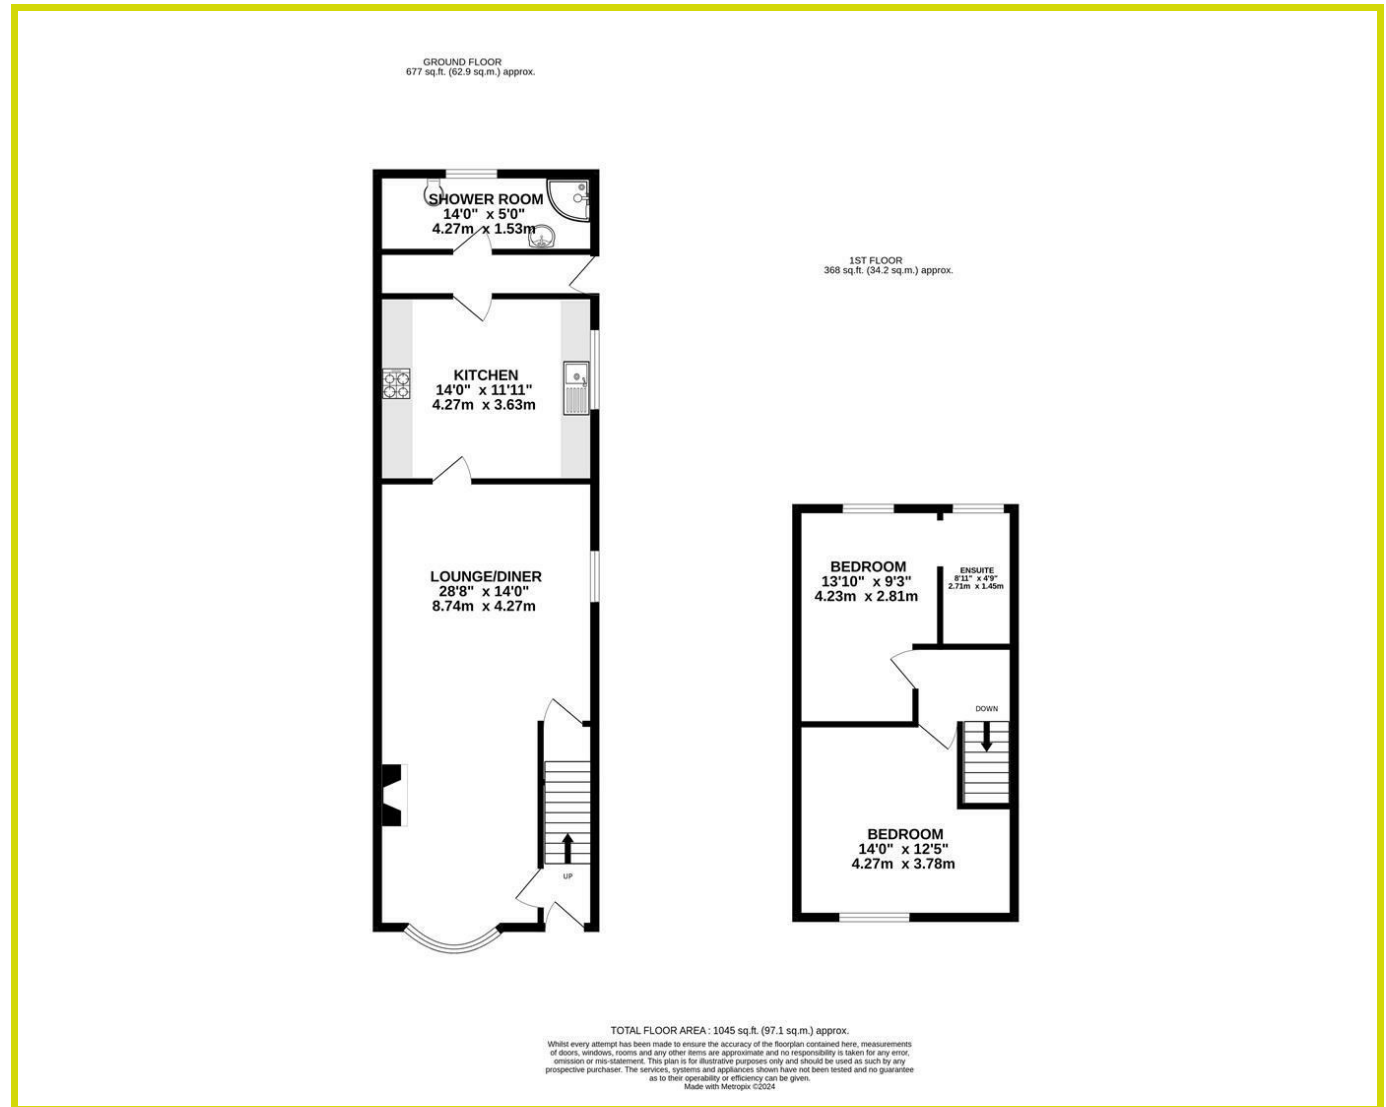 GROUND FLOOR
677 sq.ft. (62.9 sq.m.) approx.
SHOWER ROOM
14'0" x 5'0"
4.27m x 1.53m
KITCHEN
14'0" x 11'11"
4.27m x 3.63m
LOUNGE/DINER
28'8" x 14'0"
8.74m x 4.27m
UP
1ST FLOOR
368 sq.ft. (34.2 sq.m.) approx.
BEDROOM
13'10" x 9'3"
4.23m x 2.81m
ENSUITE
8'11" x 4'9"
2.71m x 1.45m
DOWN
BEDROOM
14'0" x 12'5"
4.27m x 3.78m
TOTAL FLOOR AREA : 1045 sq.ft. (97.1 sq.m.) approx.
Whilst every attempt has been made to ensure the accuracy of the floorplan contained here, measurements
of doors, windows, rooms and any other items are approximate and no responsibility is taken for any error,
omission or mis-statement. This plan is for illustrative purposes only and should be used as such by any
prospective purchaser. The services, systems and appliances shown have not been tested and no guarantee
as to their operability or efficiency can be given.
Made with Metropix ©2024